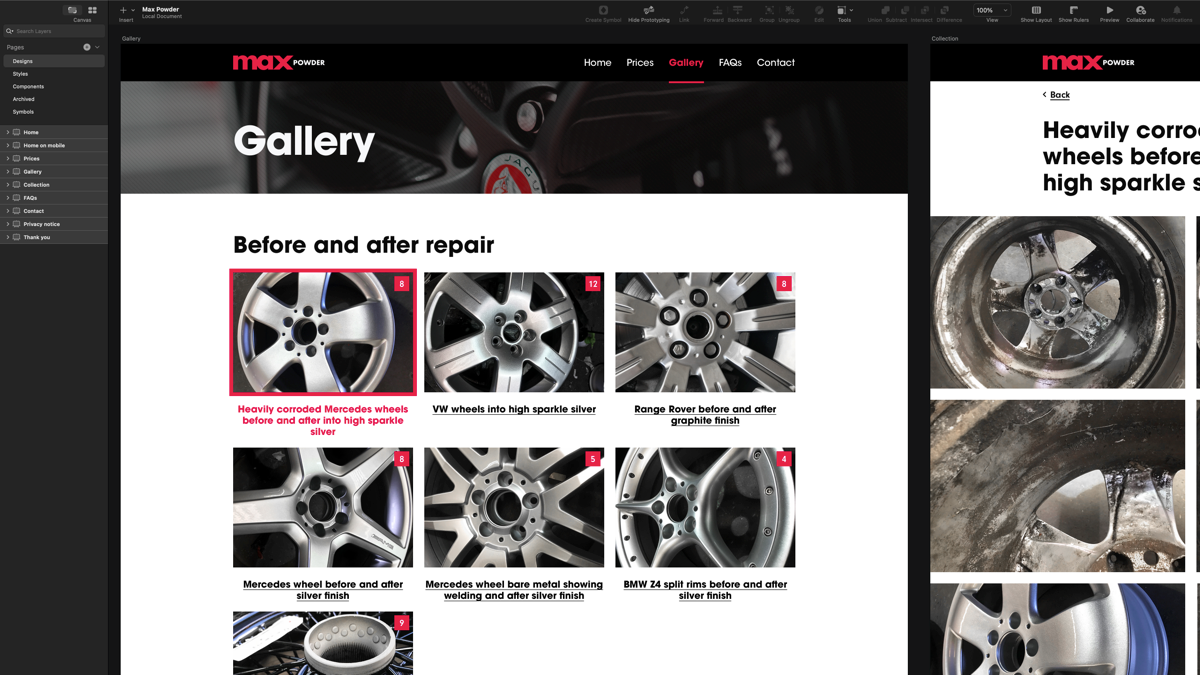 Canvas
Insert
Max Powder
Local Document
Create Symbol
Hide Prototyping
Link
Forward
Backward
Group
Ungroup
Edit
Tools
Union
Subtract
Intersect
Difference
100%
View
Show Layout
Show Rulers
Preview
Collaborate
Notifications
Search Layers
Pages
Designs
Styles
Components
Archived
Symbols
Home
Home on mobile
Prices
Gallery
Collection
FAQs
Contact
Privacy notice
Thank you
Gallery
max POWDER
Home
Prices
Gallery
FAQs
Contact
Gallery
JAGU
Before and after repair
8
12
8
Heavily corroded Mercedes wheels
before and after into high sparkle
silver
VW wheels into high sparkle silver
Range Rover before and after
graphite finish
8
5
4
Mercedes wheel before and after
silver finish
Mercedes wheel bare metal showing
welding and after silver finish
BMW Z4 split rims before and after
silver finish
9
Collection
max POWDER
Back
Heavily corro
wheels before
high sparkle s